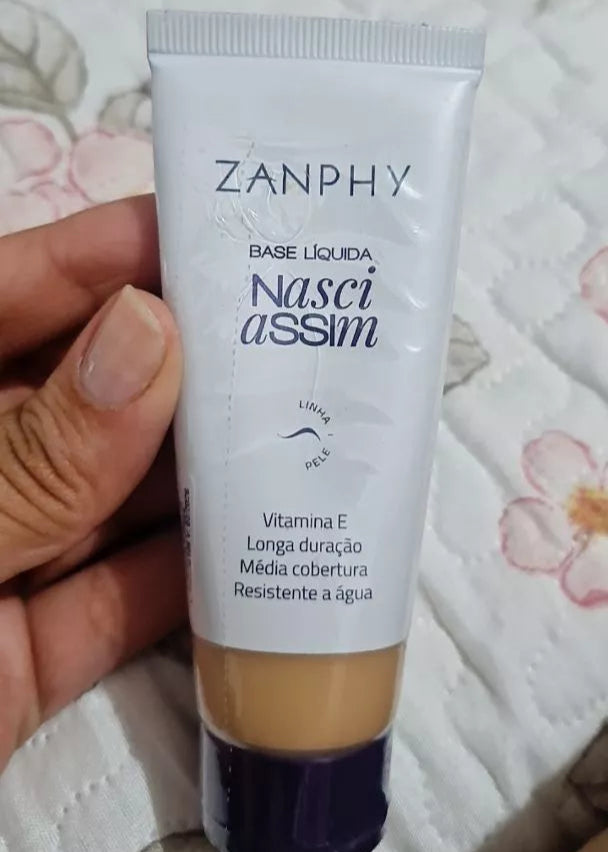 ZANPHY
BASE LÍQUIDA
Nasci
aSSIm
LINHA
PELE
Vitamina E
Longa duração
Média cobertura
Resistente a água